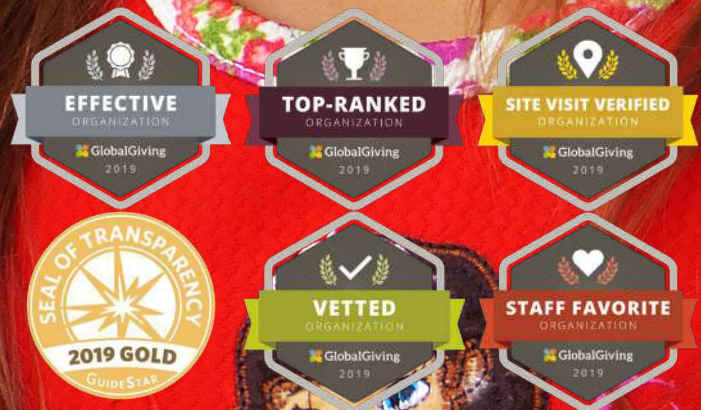 EFFECTIVE
ORGANIZATION
GlobalGiving
2019
TOP-RANKED
ORGANIZATION
GlobalGiving
2019
SITE VISIT VERIFIED
ORGANIZATION
GlobalGiving
2019
SEAL OF TRANSPARENCY
2019 GOLD
GUIDESTAR
VETTED
ORGANIZATION
GlobalGiving
2019
STAFF FAVORITE
ORGANIZATION
GlobalGiving
2019